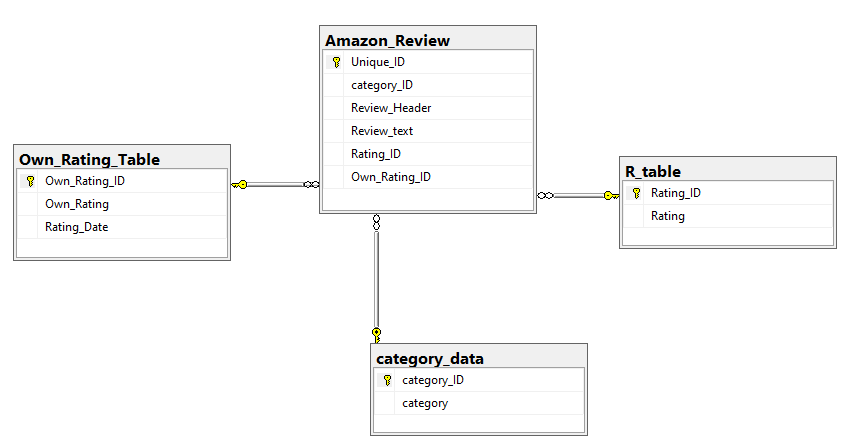 Amazon_Review
Unique_ID
category_ID
Review_Header
Review_text
Rating_ID
Own_Rating_ID
Own_Rating_Table
Own_Rating_ID
Own_Rating
Rating_Date
R_table
Rating_ID
Rating
category_data
category_ID
category